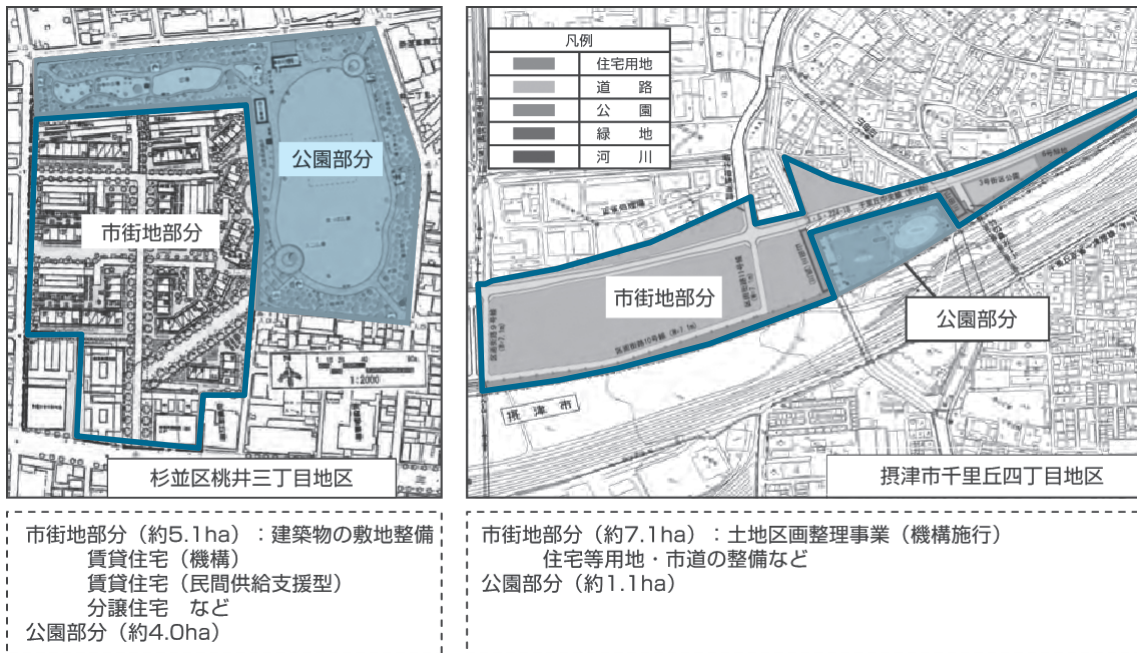 公園部分
市街地部分
1:2000
杉並区桃井三丁目地区
市街地部分（約5.1ha）：建築物の敷地整備
賃貸住宅（機構）
賃貸住宅（民間供給支援型）
分譲住宅　など
公園部分（約4.0ha）
凡例
住宅用地
道　路
公　園
緑　地
河　川
市街地部分
公園部分
摂 津 市
摂津市千里丘四丁目地区
市街地部分（約7.1ha）：土地区画整理事業（機構施行）
住宅等用地・市道の整備など
公園部分（約1.1ha）